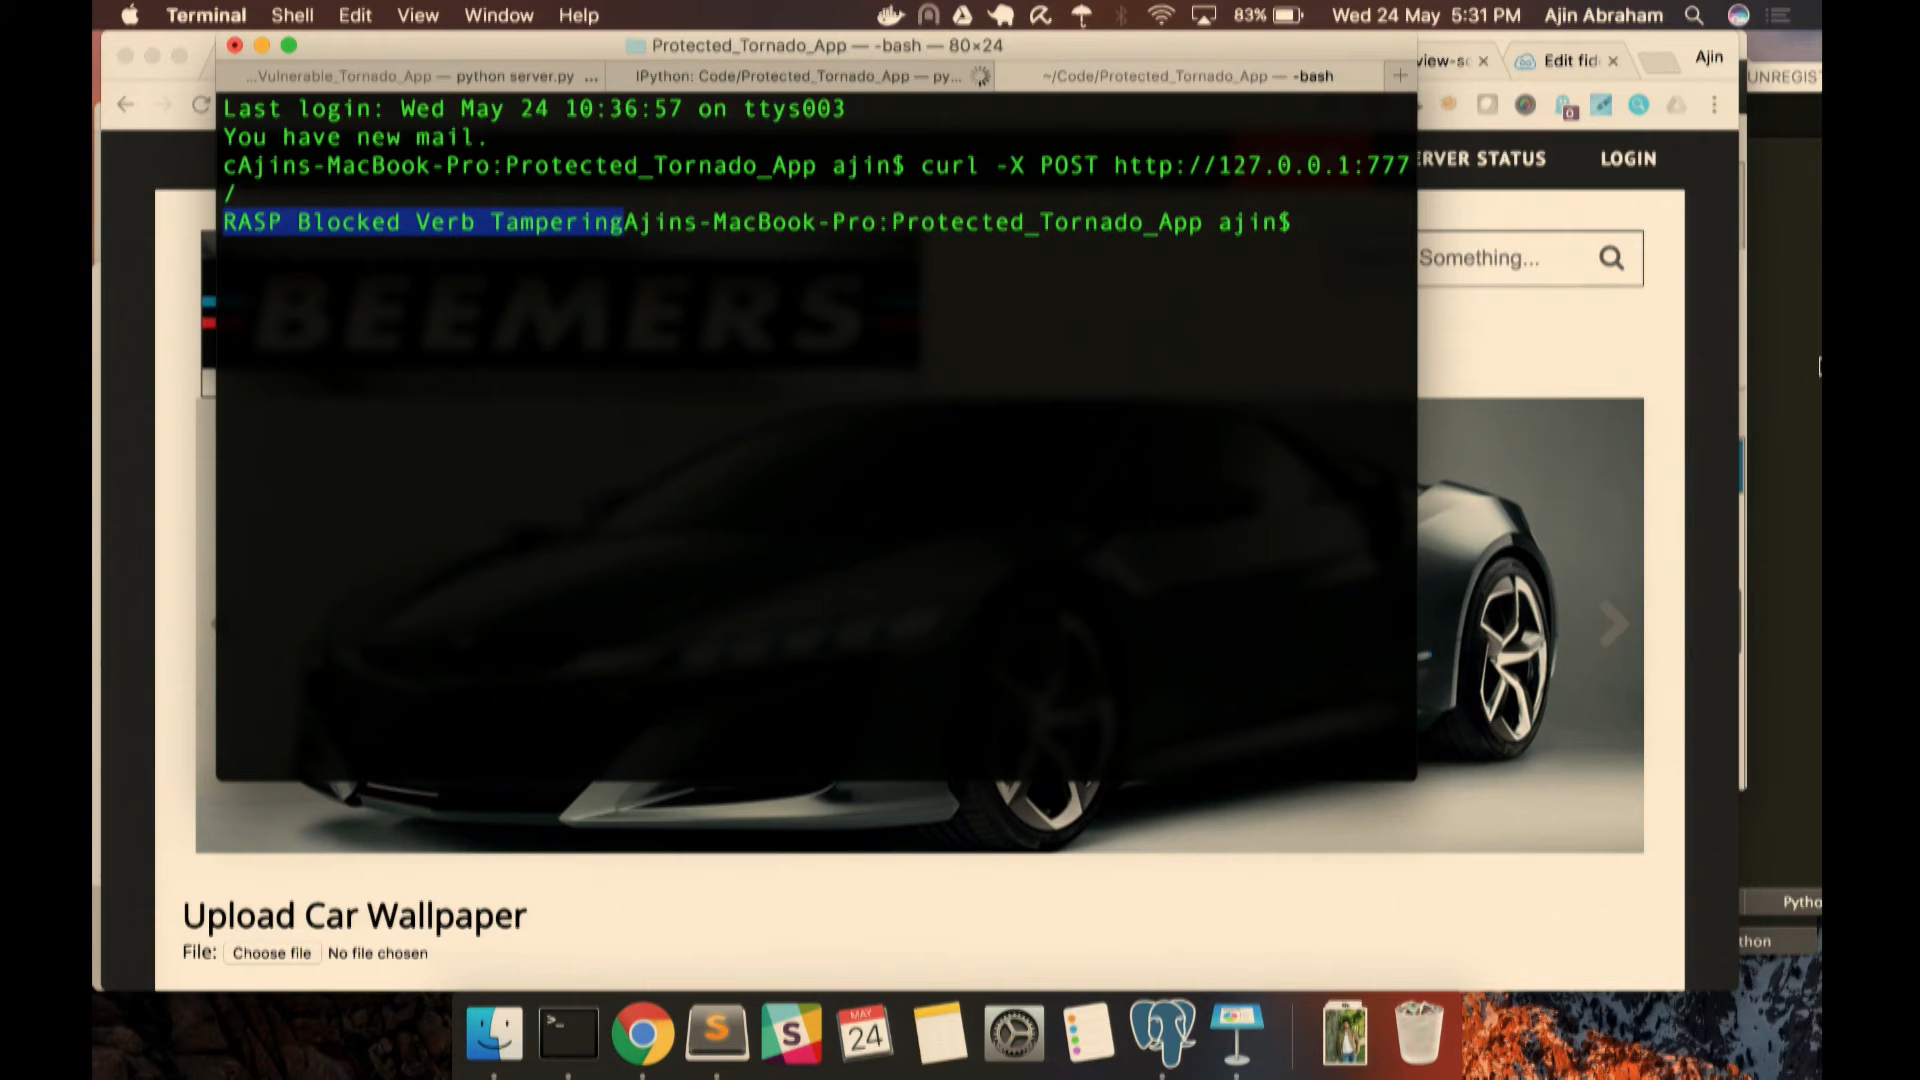 Terminal Shell Edit View Window Help 83% Wed 24 May 5:31 PM Ajin Abraham
Protected_Tornado_App — -bash — 80×24
...Vulnerable_Tornado_App — python server.py ... IPython: Code/Protected_Tornado_App — py... ~/Code/Protected_Tornado_App — -bash +
Edit fid Ajin
UNREGIS
Last login: Wed May 24 10:36:57 on ttys003
You have new mail.
cAjins-MacBook-Pro:Protected_Tornado_App ajin$ curl -X POST http://127.0.0.1:777
/
RASP Blocked Verb TamperingAjins-MacBook-Pro:Protected_Tornado_App ajin$
RVER STATUS LOGIN
Something...
BEEMERS
Upload Car Wallpaper
File: Choose file No file chosen
Pytho
thon
MAY
24